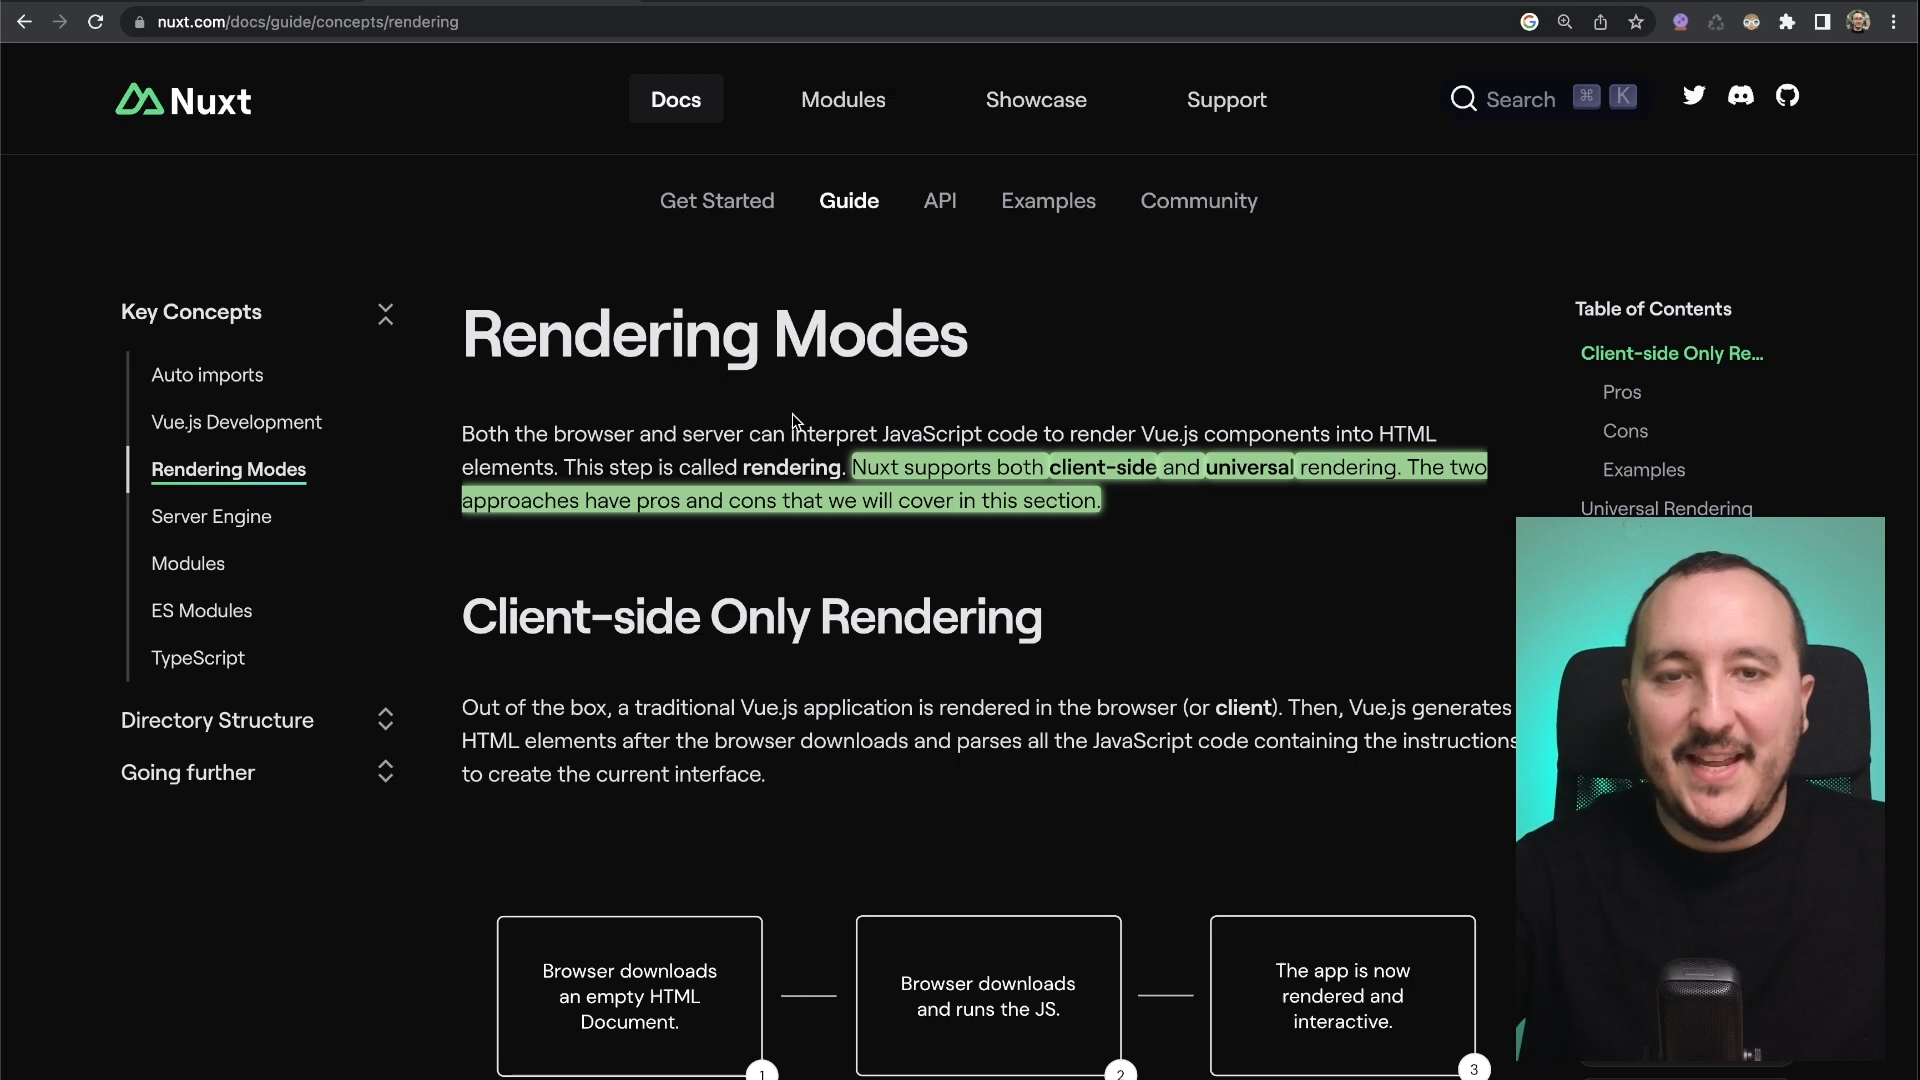 nuxt.com/docs/guide/concepts/rendering
Nuxt
Docs
Modules
Showcase
Support
Search ⌘ K
Get Started
Guide
API
Examples
Community
Key Concepts
Auto imports
Vue.js Development
Rendering Modes
Server Engine
Modules
ES Modules
TypeScript
Directory Structure
Going further
Rendering Modes
Both the browser and server can interpret JavaScript code to render Vue.js components into HTML
elements. This step is called rendering. Nuxt supports both client-side and universal rendering. The two
approaches have pros and cons that we will cover in this section.
Client-side Only Rendering
Out of the box, a traditional Vue.js application is rendered in the browser (or client). Then, Vue.js generates
HTML elements after the browser downloads and parses all the JavaScript code containing the instructions
to create the current interface.
Browser downloads
an empty HTML
Document.
1
Browser downloads
and runs the JS.
2
The app is now
rendered and
interactive.
3
Table of Contents
Client-side Only Re...
Pros
Cons
Examples
Universal Rendering